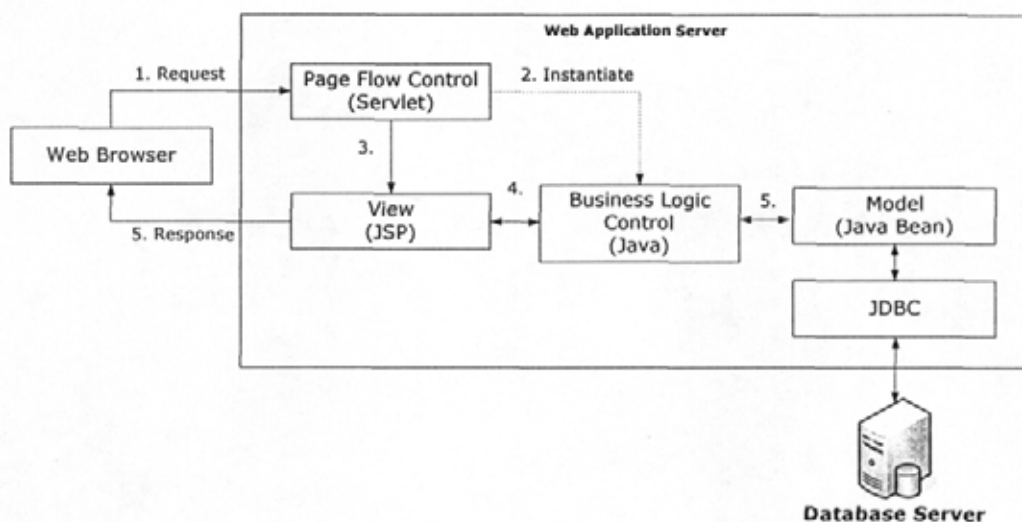 Web Application Server
1. Request
Page Flow Control
(Servlet)
2. Instantiate
Web Browser
3.
View
(JSP)
4.
Business Logic
Control
(Java)
5.
Model
(Java Bean)
5. Response
JDBC
Database Server